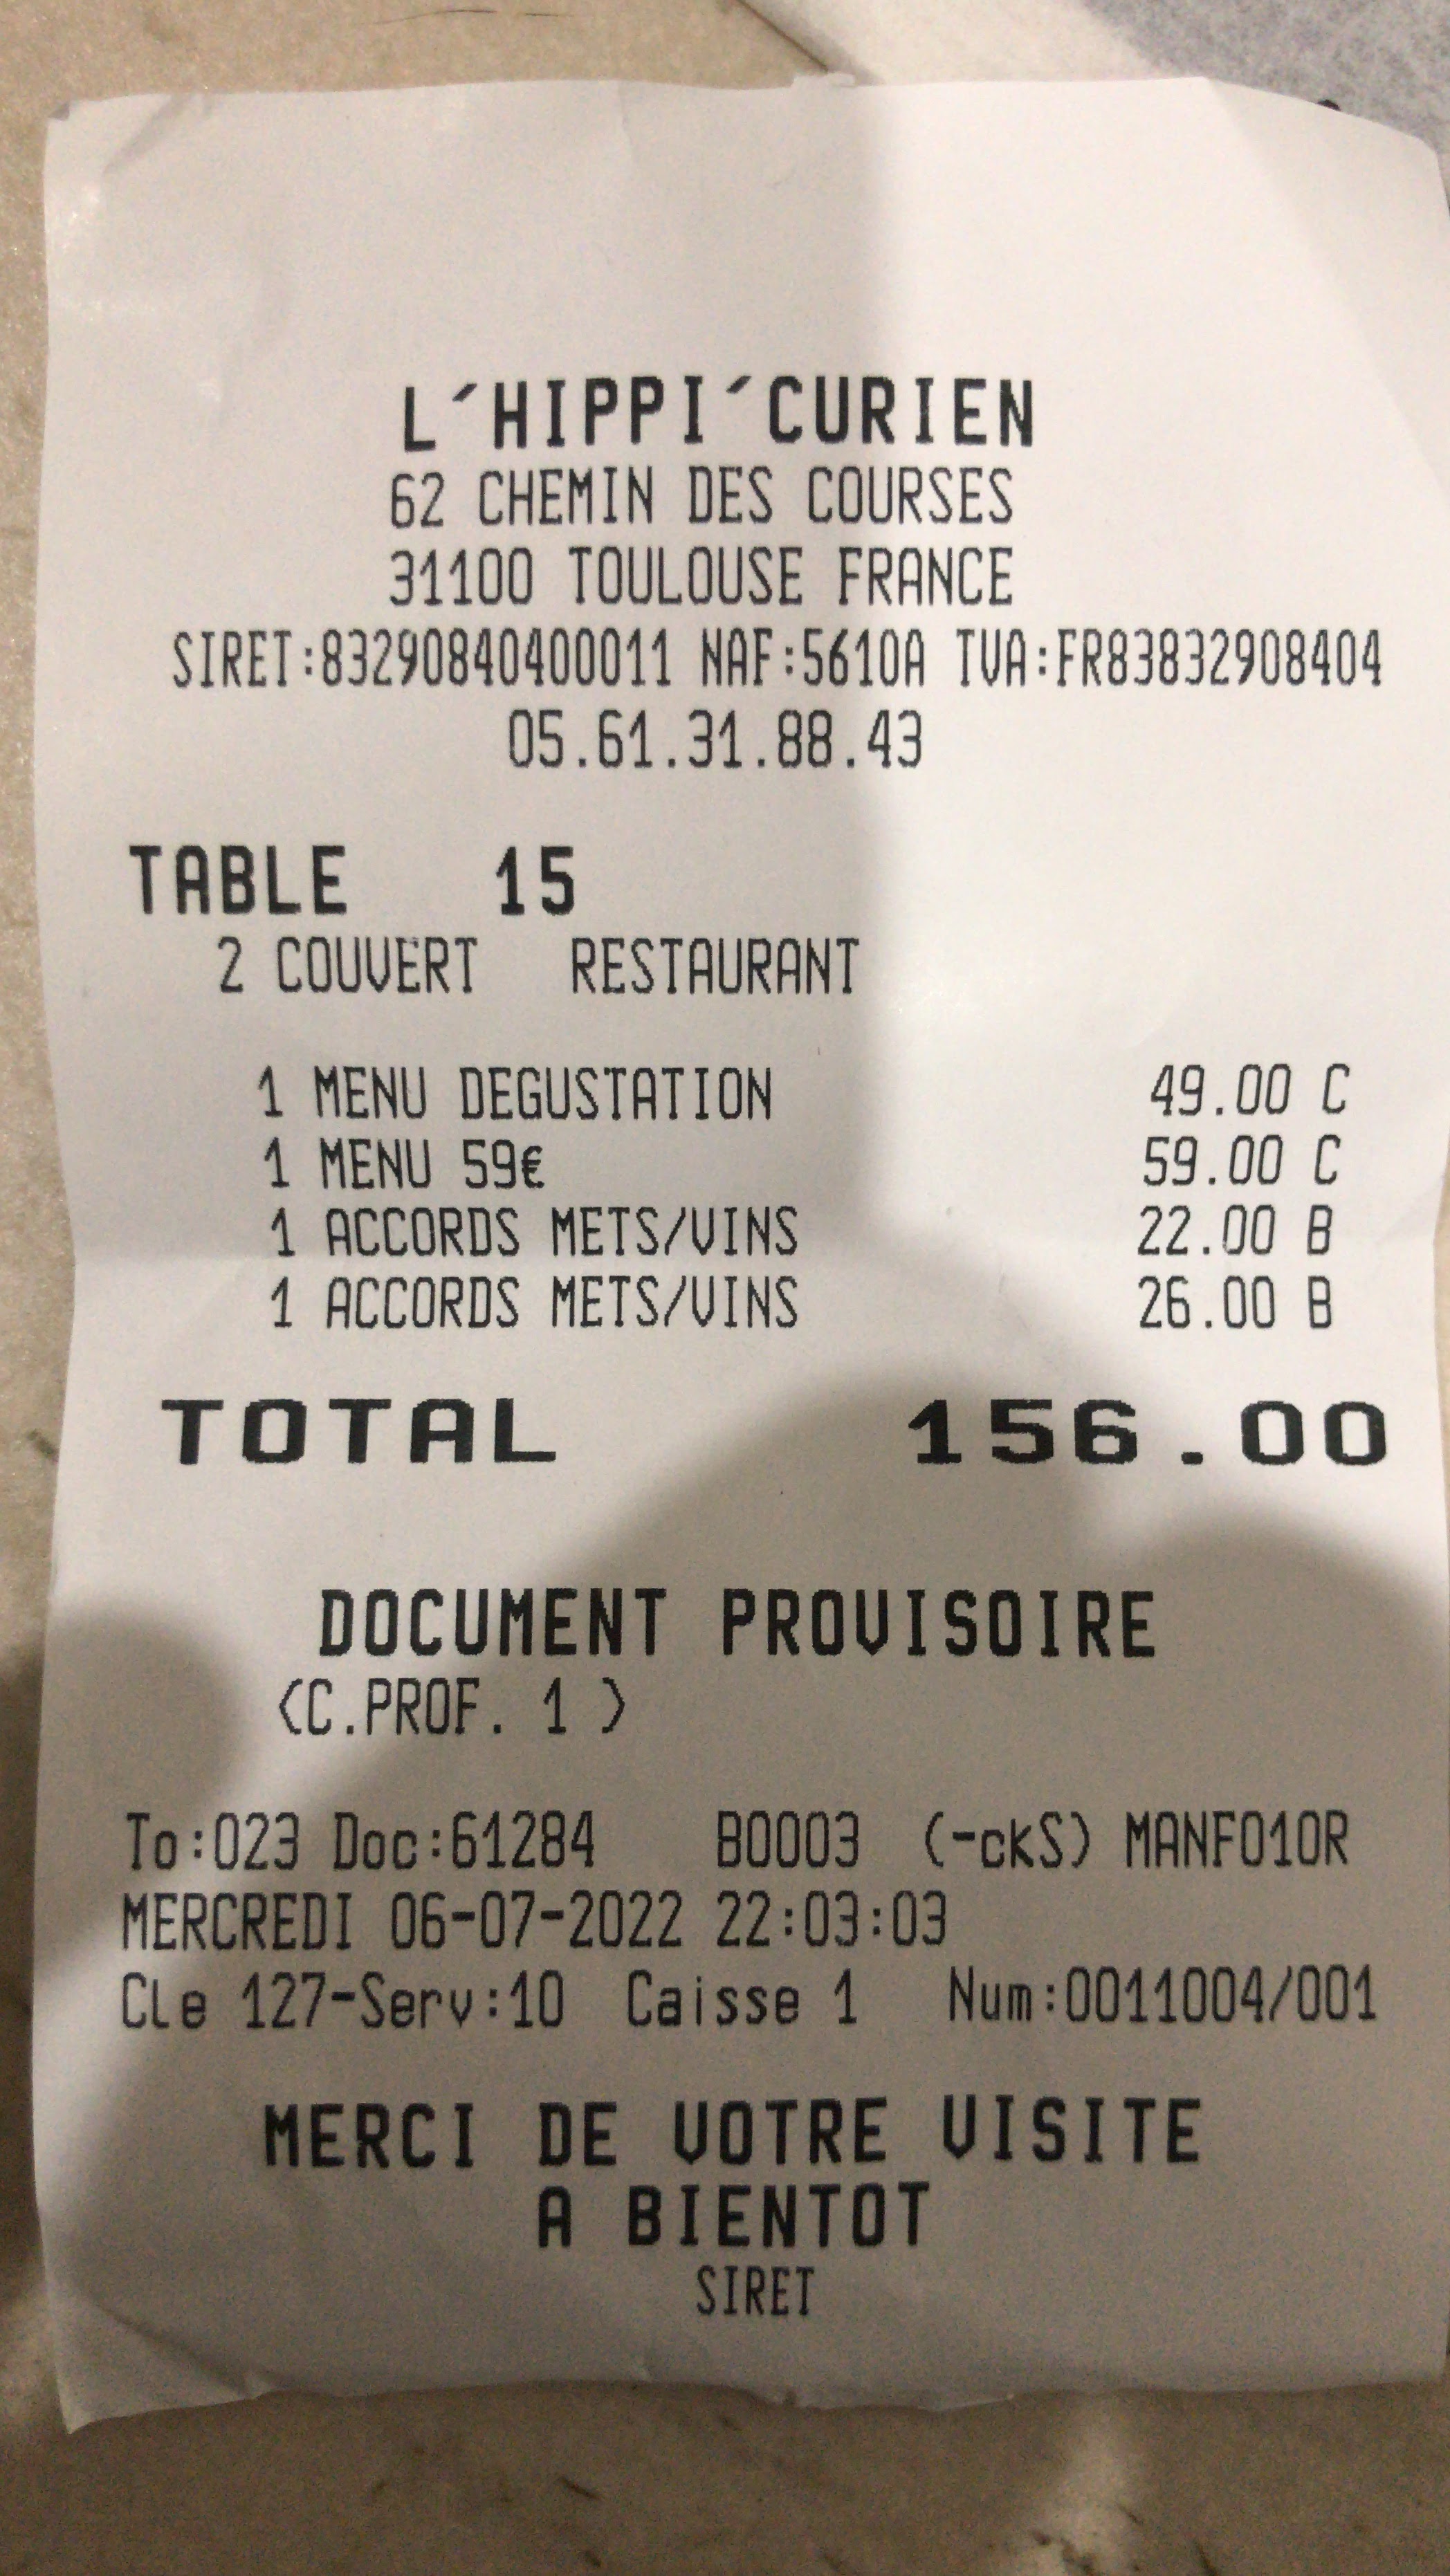 L´HIPPI´CURIEN
62 CHEMIN DES COURSES
31100 TOULOUSE FRANCE
SIRET:83290840400011 NAF:5610A TVA:FR83832908404
05.61.31.88.43
TABLE 15
2 COUVERT RESTAURANT
1 MENU DEGUSTATION 49.00 C
1 MENU 59€ 59.00 C
1 ACCORDS METS/VINS 22.00 B
1 ACCORDS METS/VINS 26.00 B
TOTAL 156.00
DOCUMENT PROVISOIRE
(C.PROF. 1 )
To:023 Doc:61284 B0003 (-ckS) MANF010R
MERCREDI 06-07-2022 22:03:03
CLe 127-Serv:10 Caisse 1 Num:0011004/001
MERCI DE VOTRE VISITE
A BIENTOT
SIRET